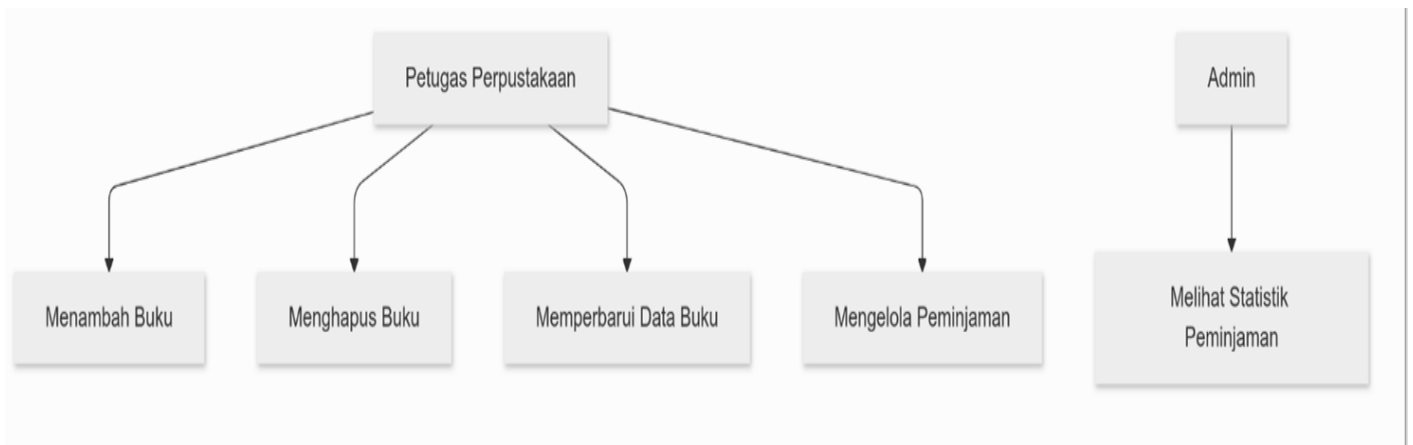 Petugas Perpustakaan
Admin
Menambah Buku
Menghapus Buku
Memperbarui Data Buku
Mengelola Peminjaman
Melihat Statistik
Peminjaman